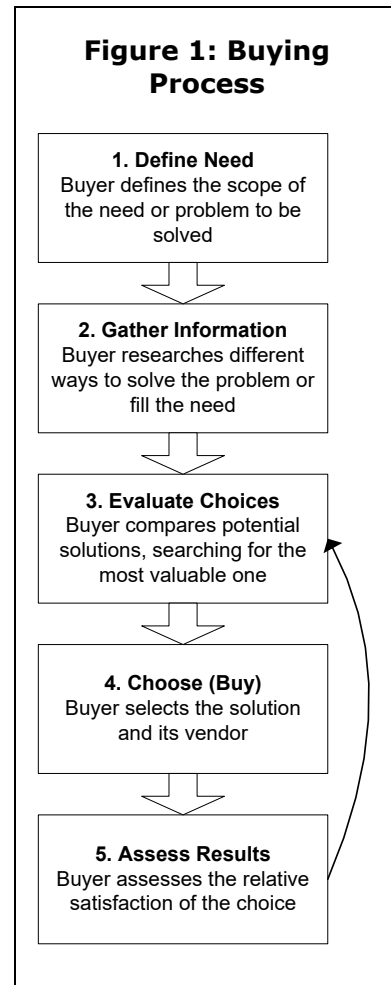 Figure 1: Buying
Process
1. Define Need
Buyer defines the scope of
the need or problem to be
solved
2. Gather Information
Buyer researches different
ways to solve the problem or
fill the need
3. Evaluate Choices
Buyer compares potential
solutions, searching for the
most valuable one
4. Choose (Buy)
Buyer selects the solution
and its vendor
5. Assess Results
Buyer assesses the relative
satisfaction of the choice